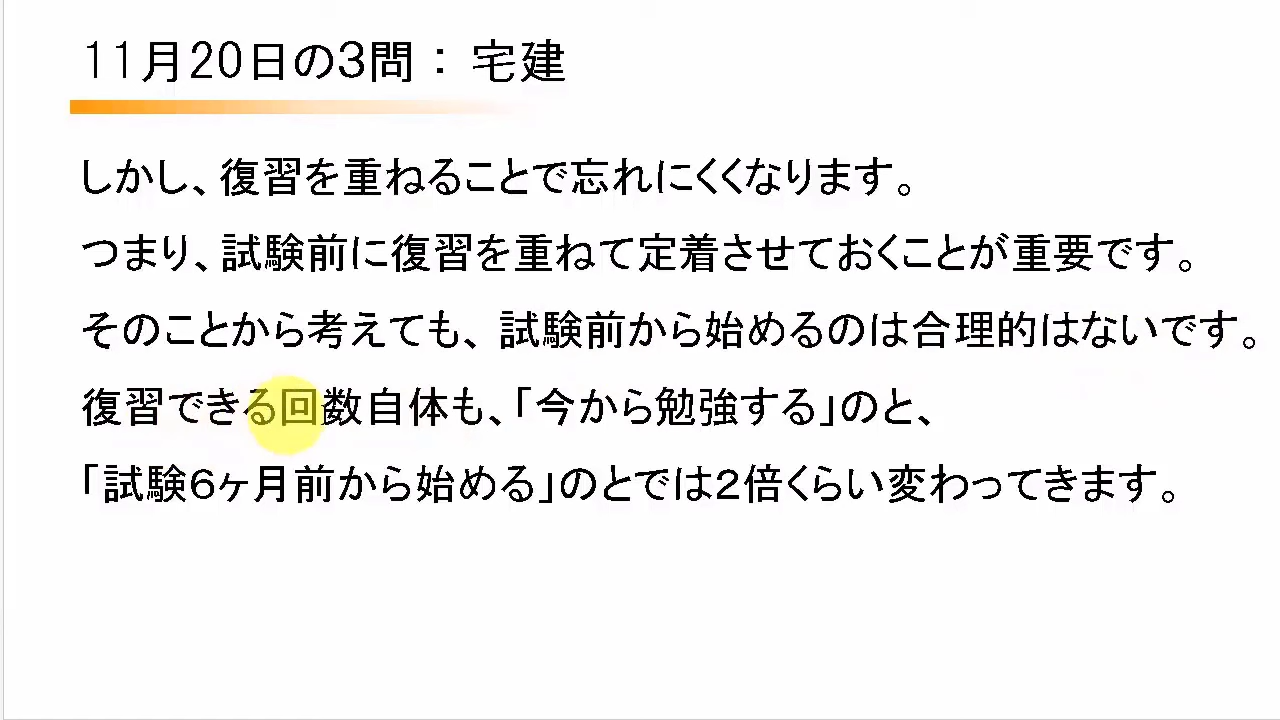 11月20日の3問：宅建
しかし、復習を重ねることで忘れにくくなります。
つまり、試験前に復習を重ねて定着させておくことが重要です。
そのことから考えても、試験前から始めるのは合理的はないです。
復習できる回数自体も、「今から勉強する」のと、
「試験６ヶ月前から始める」のとでは２倍くらい変わってきます。